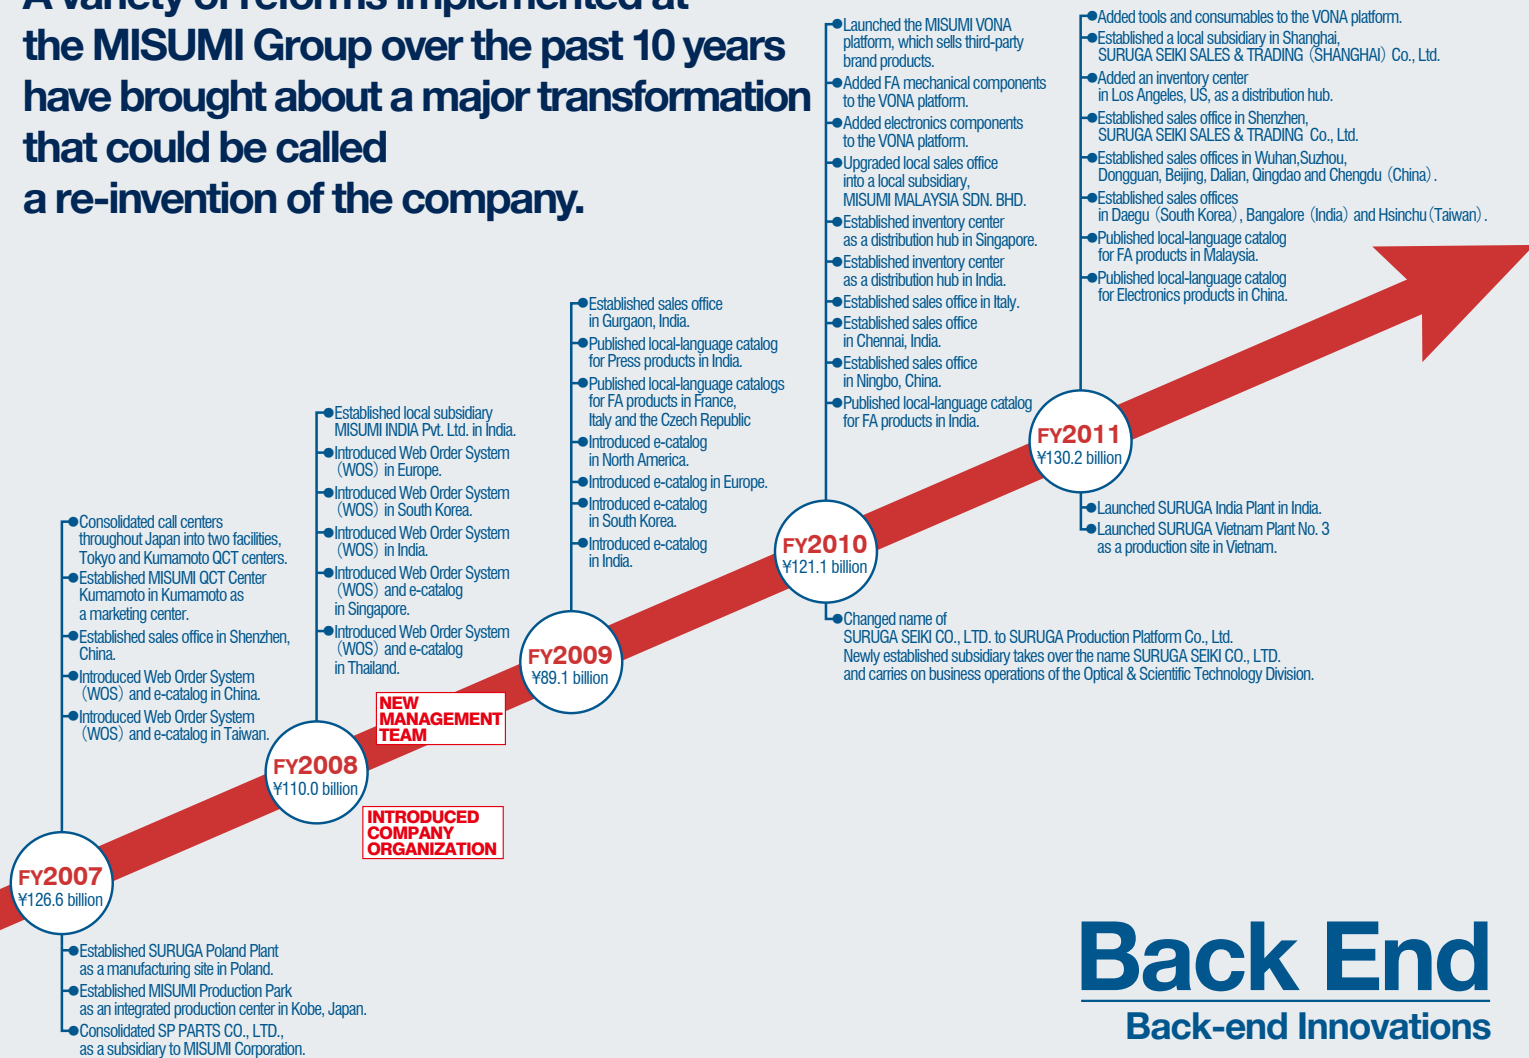 A variety of reforms implemented at
the MISUMI Group over the past 10 years
have brought about a major transformation
that could be called
a re-invention of the company.
Consolidated call centers
throughout Japan into two facilities,
Tokyo and Kumamoto QCT centers.
Established MISUMI QCT Center
Kumamoto in Kumamoto as
a marketing center.
Established sales office in Shenzhen,
China.
Introduced Web Order System
(WOS) and e-catalog in China.
Introduced Web Order System
(WOS) and e-catalog in Taiwan.
FY2007
¥126.6 billion
Established SURUGA Poland Plant
as a manufacturing site in Poland.
Established MISUMI Production Park
as an integrated production center in Kobe, Japan.
Consolidated SP PARTS CO., LTD.,
as a subsidiary to MISUMI Corporation.
Established local subsidiary
MISUMI INDIA Pvt. Ltd. in India.
Introduced Web Order System
(WOS) in Europe.
Introduced Web Order System
(WOS) in South Korea.
Introduced Web Order System
(WOS) in India.
Introduced Web Order System
(WOS) and e-catalog
in Singapore.
Introduced Web Order System
(WOS) and e-catalog
in Thailand.
FY2008
¥110.0 billion
NEW
MANAGEMENT
TEAM
INTRODUCED
COMPANY
ORGANIZATION
Established sales office
in Gurgaon, India.
Published local-language catalog
for Press products in India.
Published local-language catalogs
for FA products in France,
Italy and the Czech Republic
Introduced e-catalog
in North America.
Introduced e-catalog in Europe.
Introduced e-catalog
in South Korea.
Introduced e-catalog
in India.
FY2009
¥89.1 billion
Launched the MISUMI VONA
platform, which sells third-party
brand products.
Added FA mechanical components
to the VONA platform.
Added electronics components
to the VONA platform.
Upgraded local sales office
into a local subsidiary,
MISUMI MALAYSIA SDN. BHD.
Established inventory center
as a distribution hub in Singapore.
Established inventory center
as a distribution hub in India.
Established sales office in Italy.
Established sales office
in Chennai, India.
Established sales office
in Ningbo, China.
Published local-language catalog
for FA products in India.
FY2010
¥121.1 billion
Changed name of
SURUGA SEIKI CO., LTD. to SURUGA Production Platform Co., Ltd.
Newly established subsidiary takes over the name SURUGA SEIKI CO., LTD.
and carries on business operations of the Optical & Scientific Technology Division.
Added tools and consumables to the VONA platform.
Established a local subsidiary in Shanghai,
SURUGA SEIKI SALES & TRADING (SHANGHAI) Co., Ltd.
Added an inventory center
in Los Angeles, US, as a distribution hub.
Established sales office in Shenzhen,
SURUGA SEIKI SALES & TRADING Co., Ltd.
Established sales offices in Wuhan,Suzhou,
Dongguan, Beijing, Dalian, Qingdao and Chengdu (China).
Established sales offices
in Daegu (South Korea), Bangalore (India) and Hsinchu (Taiwan).
Published local-language catalog
for FA products in Malaysia.
Published local-language catalog
for Electronics products in China.
FY2011
¥130.2 billion
Launched SURUGA India Plant in India.
Launched SURUGA Vietnam Plant No. 3
as a production site in Vietnam.
Back End
Back-end Innovations